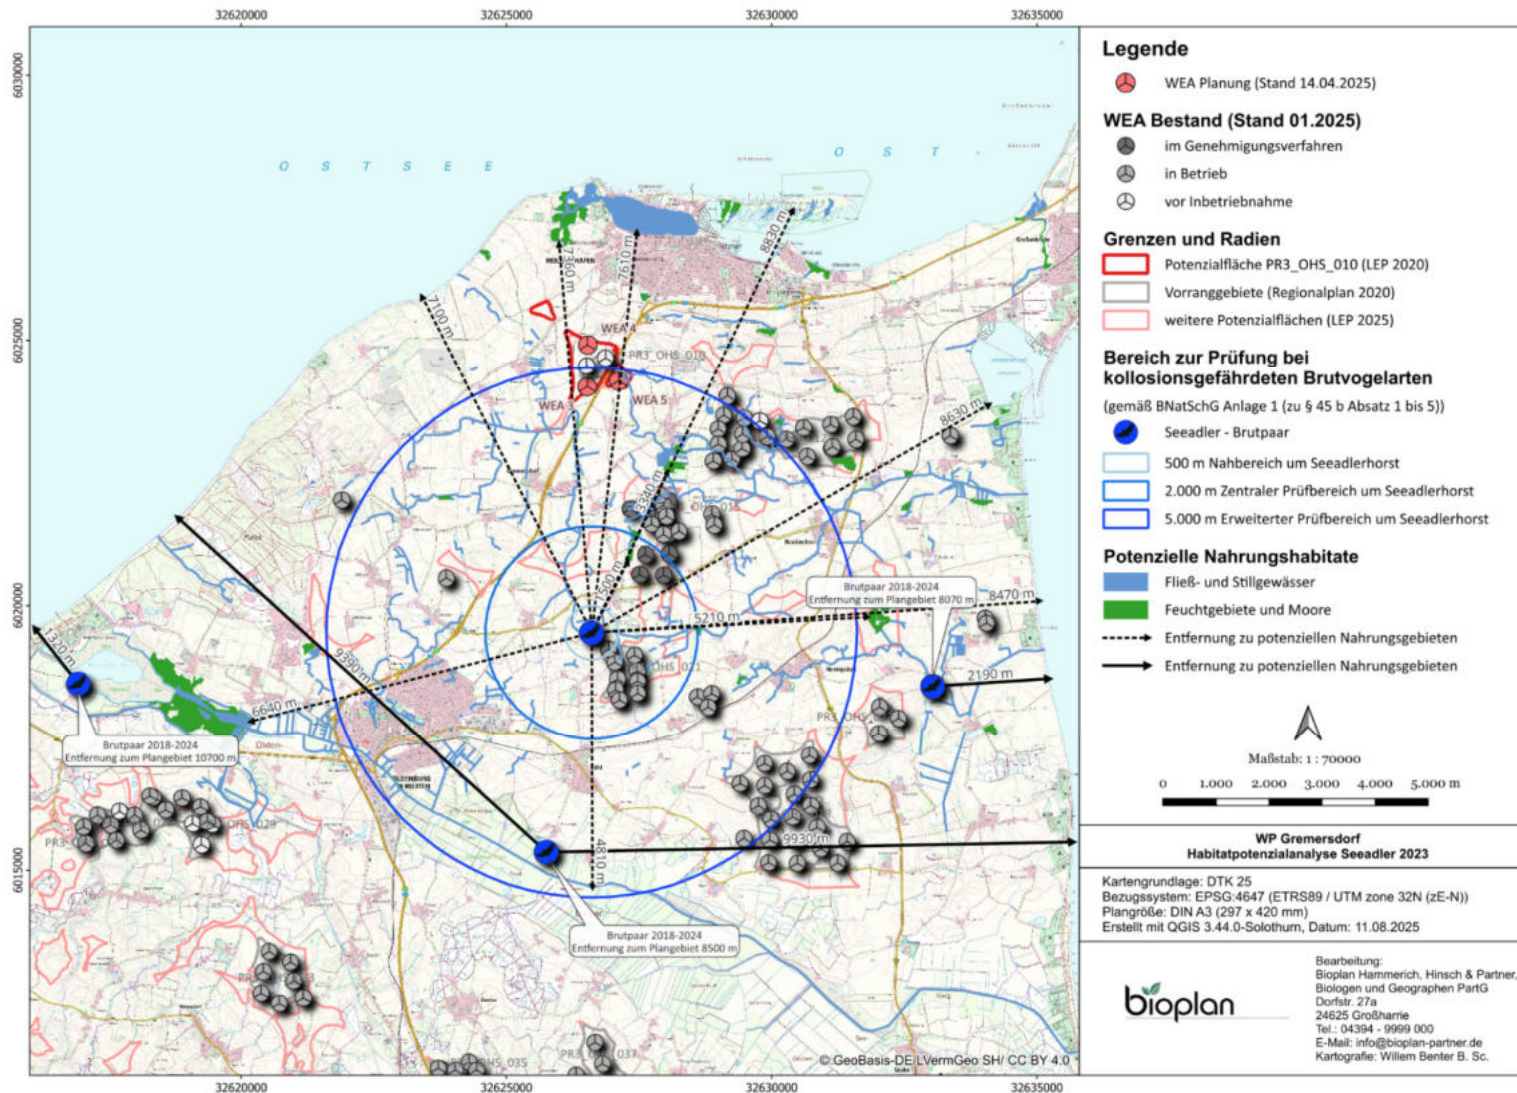 32620000
32625000
32630000
32635000
6030000
6025000
6020000
6015000
O S T S E E
O S T -
7360 m
7610 m
8830 m
7100 m
WEA 4
PR3_OHS_010
WEA 3
WEA 5
8630 m
3340 m
1500 m
Brutpaar 2018-2024
Entfernung zum Plangebiet 8070 m
8470 m
5210 m
2190 m
1320 m
9390 m
6640 m
Brutpaar 2018-2024
Entfernung zum Plangebiet 10700 m
OLDENBURG
IN HOLSTEIN
4810 m
9930 m
Brutpaar 2018-2024
Entfernung zum Plangebiet 8500 m
© GeoBasis-DE/LVermGeo SH/ CC BY 4.0
32620000
32625000
32630000
32635000
Legende
WEA Planung (Stand 14.04.2025)
WEA Bestand (Stand 01.2025)
im Genehmigungsverfahren
in Betrieb
vor Inbetriebnahme
Grenzen und Radien
Potenzialfläche PR3_OHS_010 (LEP 2020)
Vorranggebiete (Regionalplan 2020)
weitere Potenzialflächen (LEP 2025)
Bereich zur Prüfung bei
kollosionsgefährdeten Brutvogelarten
(gemäß BNatSchG Anlage 1 (zu § 45 b Absatz 1 bis 5))
Seeadler - Brutpaar
500 m Nahbereich um Seeadlerhorst
2.000 m Zentraler Prüfbereich um Seeadlerhorst
5.000 m Erweiterter Prüfbereich um Seeadlerhorst
Potenzielle Nahrungshabitate
Fließ- und Stillgewässer
Feuchtgebiete und Moore
Entfernung zu potenziellen Nahrungsgebieten
Entfernung zu potenziellen Nahrungsgebieten
Maßstab: 1 : 70000
0 1.000 2.000 3.000 4.000 5.000 m
WP Gremersdorf
Habitatpotenzialanalyse Seeadler 2023
Kartengrundlage: DTK 25
Bezugssystem: EPSG:4647 (ETRS89 / UTM zone 32N (zE-N))
Plangröße: DIN A3 (297 x 420 mm)
Erstellt mit QGIS 3.44.0-Solothurn, Datum: 11.08.2025
bioplan
Bearbeitung:
Bioplan Hammerich, Hinsch & Partner,
Biologen und Geographen PartG
Dorfstr. 27a
24625 Großharrie
Tel.: 04394 - 9999 000
E-Mail: info@bioplan-partner.de
Kartografie: Willem Benter B. Sc.